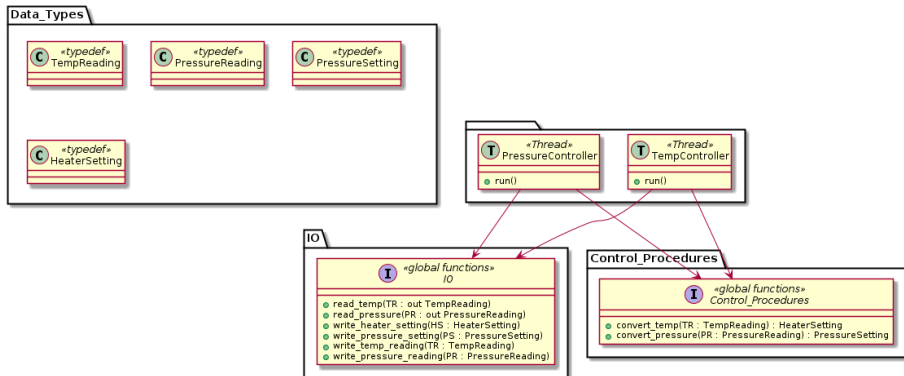 Data_Types
C «typedef»
TempReading
C «typedef»
PressureReading
C «typedef»
PressureSetting
C «typedef»
HeaterSetting
T «Thread»
PressureController
run()
T «Thread»
TempController
run()
IO
I «global functions»
IO
read_temp(TR : out TempReading)
read_pressure(PR : out PressureReading)
write_heater_setting(HS : HeaterSetting)
write_pressure_setting(PS : PressureSetting)
write_temp_reading(TR : TempReading)
write_pressure_reading(PR : PressureReading)
Control_Procedures
I «global functions»
Control_Procedures
convert_temp(TR : TempReading) : HeaterSetting
convert_pressure(PR : PressureReading) : PressureSetting